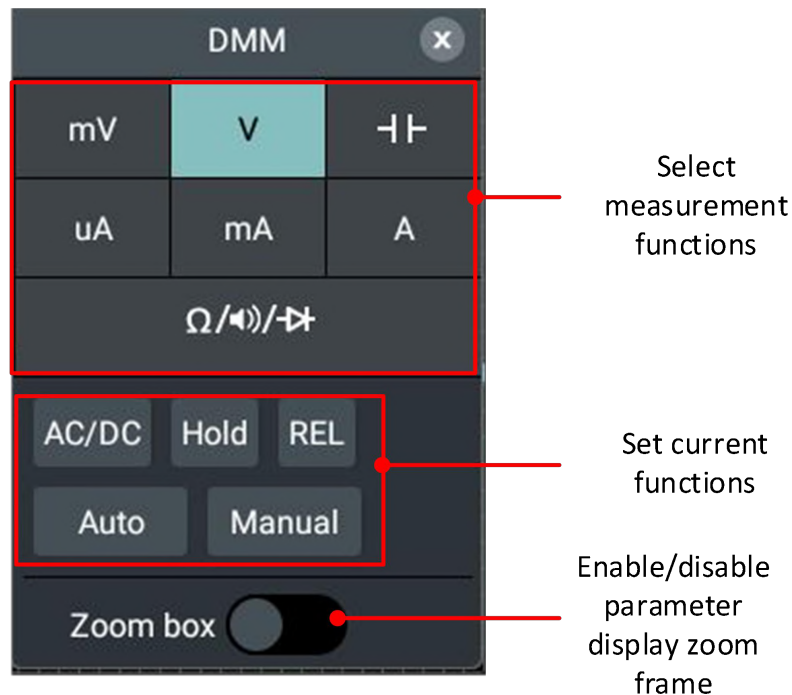 DMM
X
mV V
uA mA A
Ω/ /
AC/DC Hold REL
Auto Manual
Zoom box
Select
measurement
functions
Set current
functions
Enable/disable
parameter
display zoom
frame